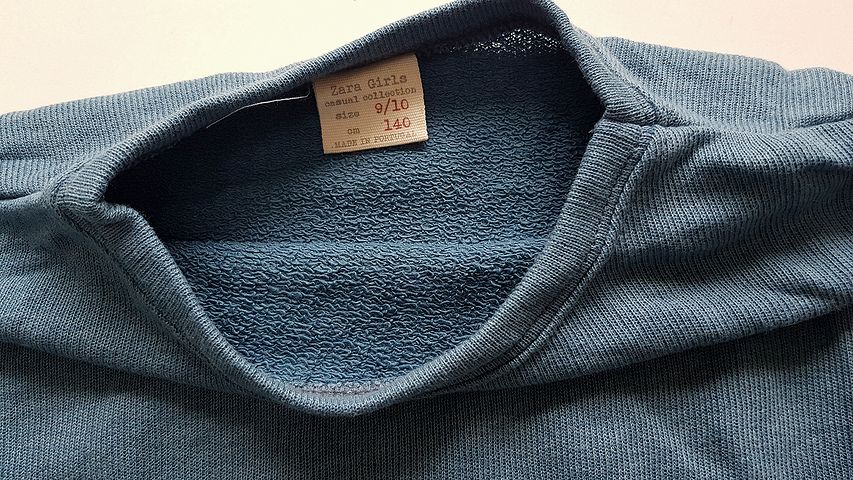 Zara Girls
casual collection
size 9/10
cm 140
MADE IN PORTUGAL